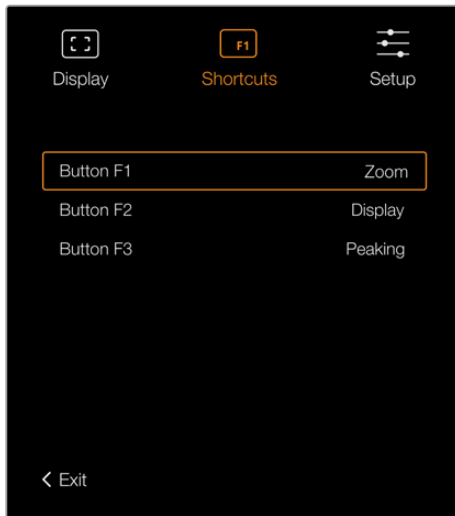 F1
Display Shortcuts Setup
Button F1 Zoom
Button F2 Display
Button F3 Peaking
Exit